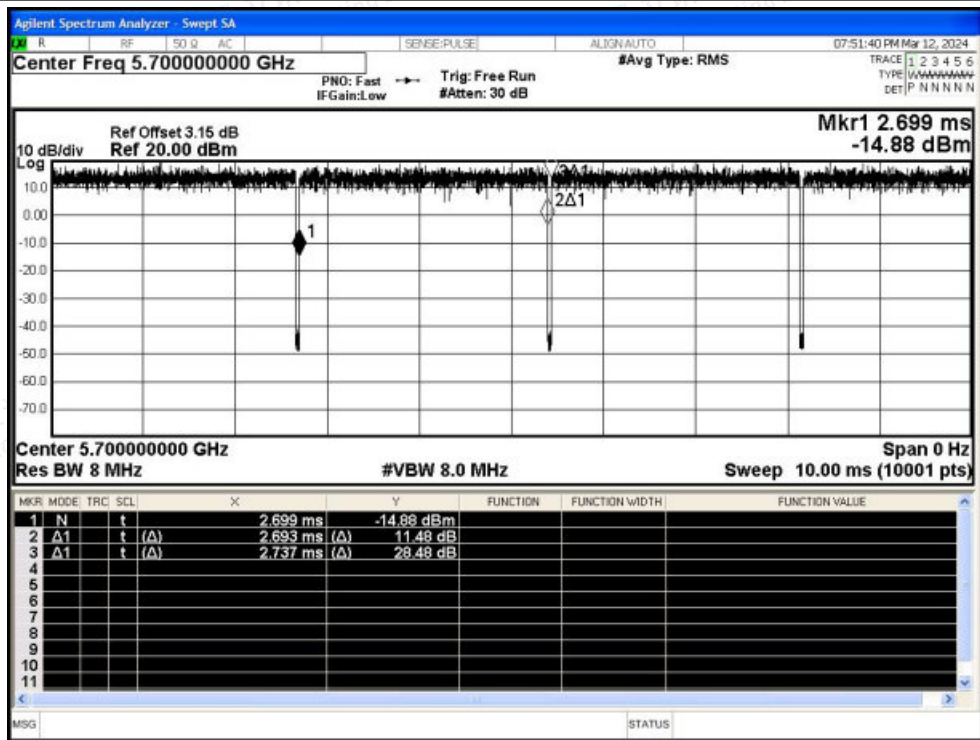 Agilent Spectrum Analyzer - Swept SA
LXI R RF 50 Ω AC SENSE:PULSE ALIGN AUTO 07:51:40 PM Mar 12, 2024
Center Freq 5.700000000 GHz #Avg Type: RMS TRACE 1 2 3 4 5 6
PNO: Fast Trig: Free Run TYPE WWWWWW
IFGain:Low #Atten: 30 dB DET P N N N N N
Mkr1 2.699 ms
-14.88 dBm
Ref Offset 3.15 dB
10 dB/div Ref 20.00 dBm
Log
3Δ1
10.0
2Δ1
0.00
1
-10.0
-20.0
-30.0
-40.0
-50.0
-60.0
-70.0
Center 5.700000000 GHz Span 0 Hz
Res BW 8 MHz #VBW 8.0 MHz Sweep 10.00 ms (10001 pts)
MKR MODE TRC SCL X Y FUNCTION FUNCTION WIDTH FUNCTION VALUE
1 N t 2.699 ms -14.88 dBm
2 Δ1 t (Δ) 2.693 ms (Δ) 11.48 dB
3 Δ1 t (Δ) 2.737 ms (Δ) 28.48 dB
4
5
6
7
8
9
10
11
MSG STATUS